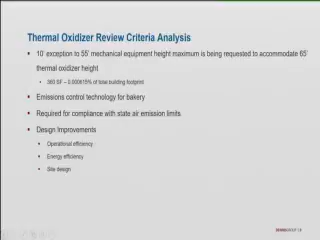 Thermal Oxidizer Review Criteria Analysis
10' exception to 55' mechanical equipment height maximum is being requested to accommodate 65'
thermal oxidizer height
360 SF – 0.000615% of total building footprint
Emissions control technology for bakery
Required for compliance with state air emission limits
Design Improvements
Operational efficiency
Energy efficiency
Site design